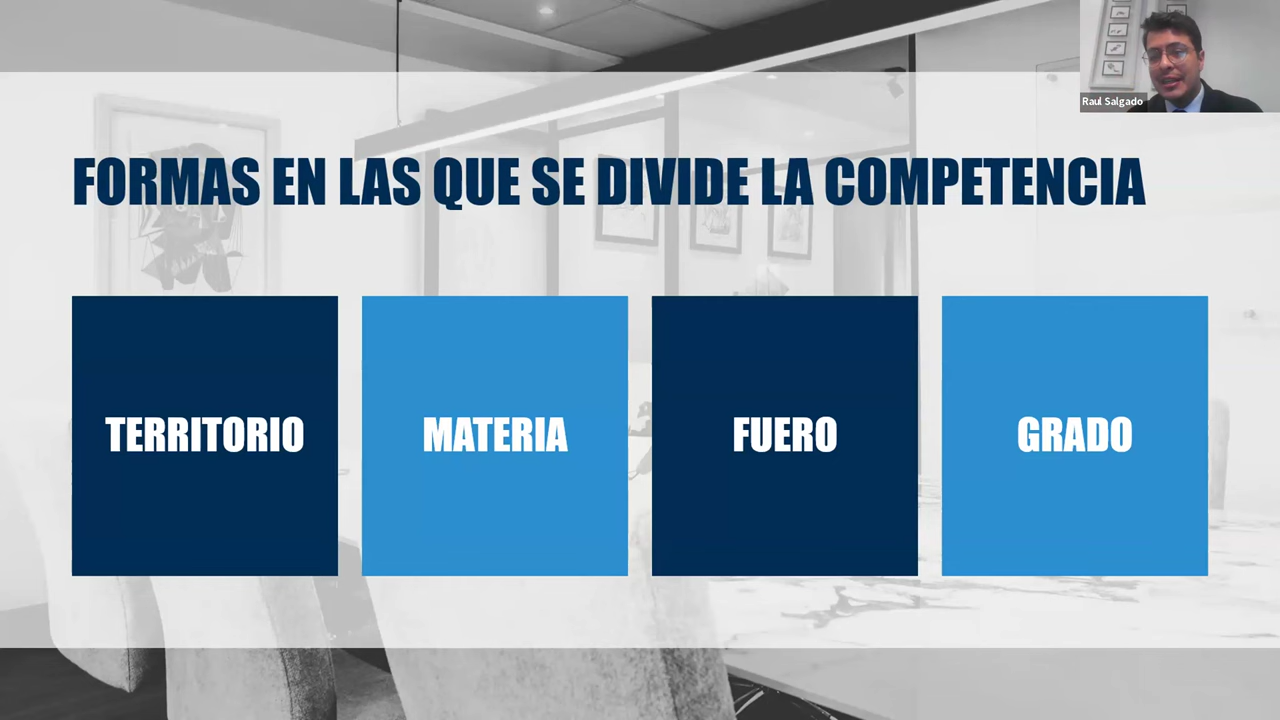 Raul Salgado
FORMAS EN LAS QUE SE DIVIDE LA COMPETENCIA
TERRITORIO
MATERIA
FUERO
GRADO